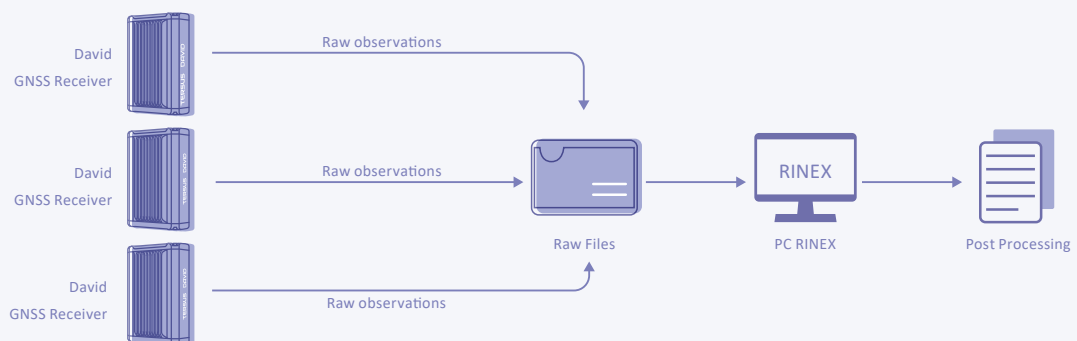 David
GNSS Receiver
Raw observations
David
GNSS Receiver
Raw observations
RINEX
Raw Files
PC RINEX
Post Processing
David
GNSS Receiver
Raw observations